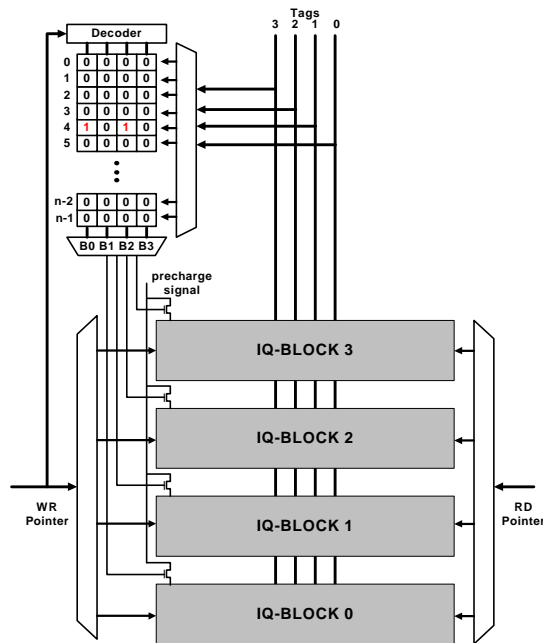 Tags
3 2 1 0
Decoder
0 0 0 0 0
1 0 0 0 0
2 0 0 0 0
3 0 0 0 0
4 1 0 1 0
5 0 0 0 0
n-2 0 0 0 0
n-1 0 0 0 0
B0 B1 B2 B3
precharge
signal
IQ-BLOCK 3
IQ-BLOCK 2
WR
Pointer
RD
Pointer
IQ-BLOCK 1
IQ-BLOCK 0